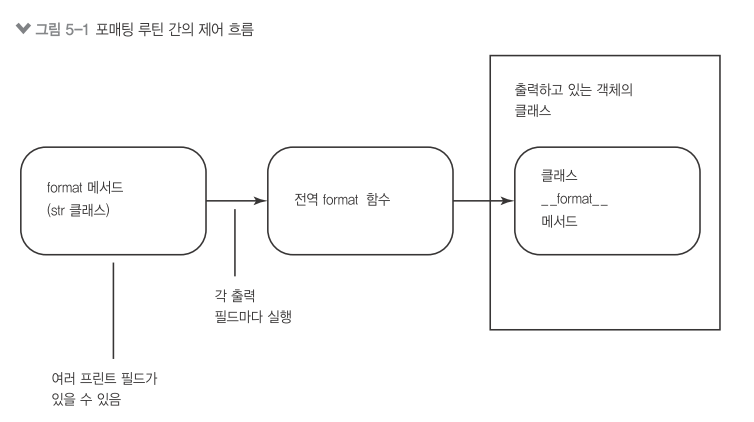 그림 5-1 포매팅 루틴 간의 제어 흐름
출력하고 있는 객체의
클래스
format 메서드
(str 클래스)
전역 format 함수
클래스
__format__
메서드
각 출력
필드마다 실행
여러 프린트 필드가
있을 수 있음